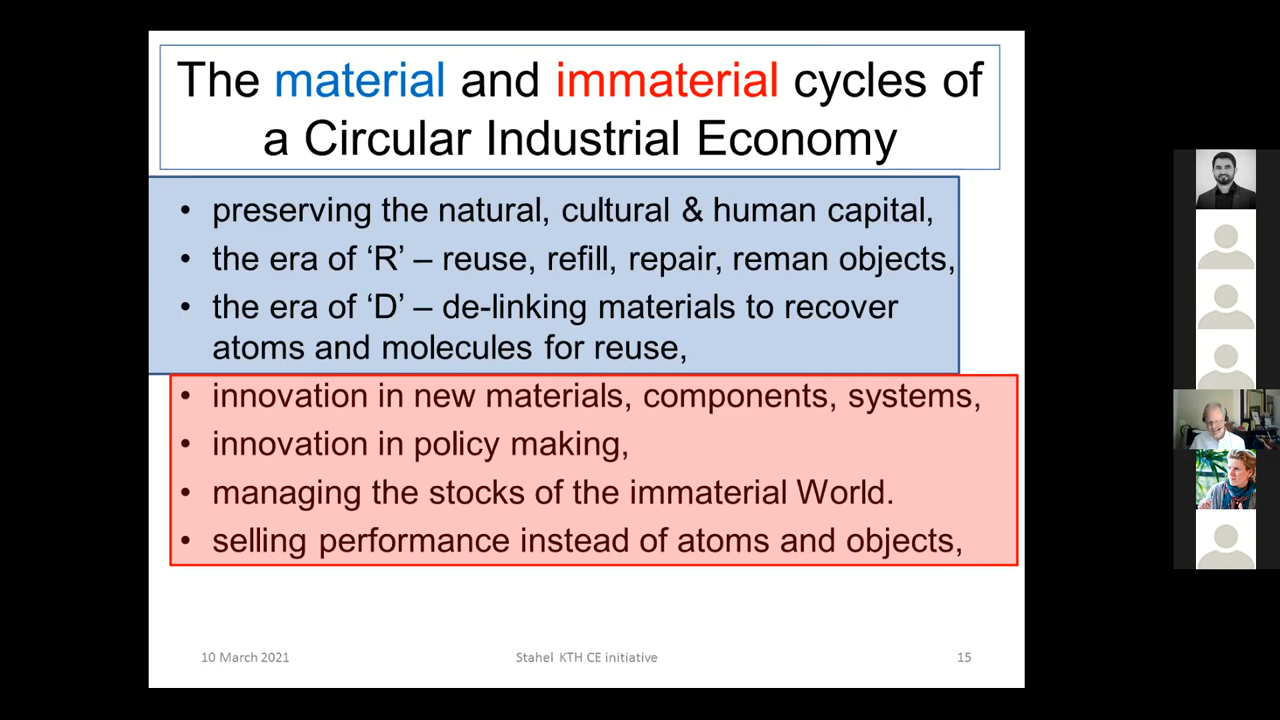 The material and immaterial cycles of
a Circular Industrial Economy
• preserving the natural, cultural & human capital,
• the era of ‘R’ – reuse, refill, repair, reman objects,
• the era of ‘D’ – de-linking materials to recover
atoms and molecules for reuse,
• innovation in new materials, components, systems,
• innovation in policy making,
• managing the stocks of the immaterial World.
• selling performance instead of atoms and objects,
10 March 2021
Stahel KTH CE initiative
15